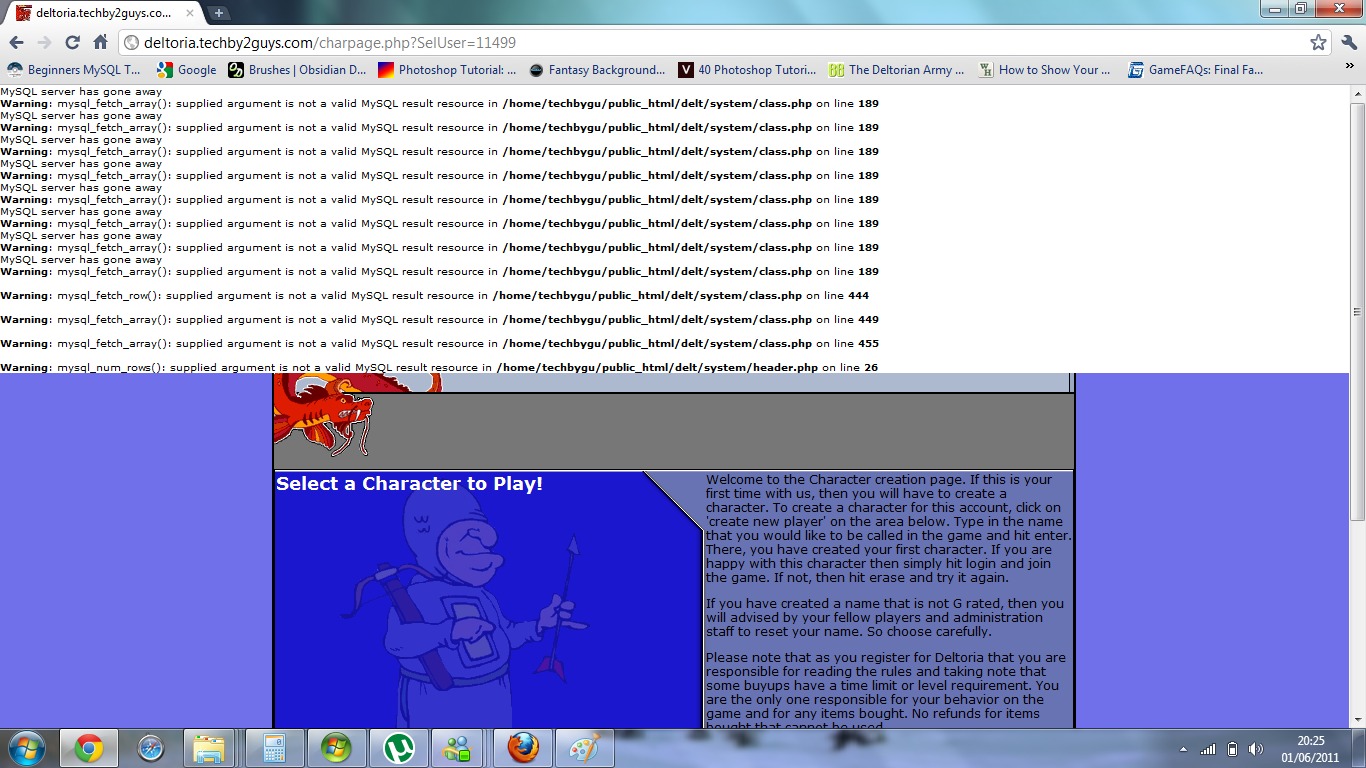 deltoria.techby2guys.co...
deltoria.techby2guys.com/charpage.php?SelUser=11499
Beginners MySQL T... Google Brushes | Obsidian D... Photoshop Tutorial: ... Fantasy Background... 40 Photoshop Tutori... The Deltorian Army ... How to Show Your ... GameFAQs: Final Fa... »
MySQL server has gone away
Warning: mysql_fetch_array(): supplied argument is not a valid MySQL result resource in /home/techbygu/public_html/delt/system/class.php on line 189
MySQL server has gone away
Warning: mysql_fetch_array(): supplied argument is not a valid MySQL result resource in /home/techbygu/public_html/delt/system/class.php on line 189
MySQL server has gone away
Warning: mysql_fetch_array(): supplied argument is not a valid MySQL result resource in /home/techbygu/public_html/delt/system/class.php on line 189
MySQL server has gone away
Warning: mysql_fetch_array(): supplied argument is not a valid MySQL result resource in /home/techbygu/public_html/delt/system/class.php on line 189
MySQL server has gone away
Warning: mysql_fetch_array(): supplied argument is not a valid MySQL result resource in /home/techbygu/public_html/delt/system/class.php on line 189
MySQL server has gone away
Warning: mysql_fetch_array(): supplied argument is not a valid MySQL result resource in /home/techbygu/public_html/delt/system/class.php on line 189
MySQL server has gone away
Warning: mysql_fetch_array(): supplied argument is not a valid MySQL result resource in /home/techbygu/public_html/delt/system/class.php on line 189
MySQL server has gone away
Warning: mysql_fetch_array(): supplied argument is not a valid MySQL result resource in /home/techbygu/public_html/delt/system/class.php on line 189
Warning: mysql_fetch_row(): supplied argument is not a valid MySQL result resource in /home/techbygu/public_html/delt/system/class.php on line 444
Warning: mysql_fetch_array(): supplied argument is not a valid MySQL result resource in /home/techbygu/public_html/delt/system/class.php on line 449
Warning: mysql_fetch_array(): supplied argument is not a valid MySQL result resource in /home/techbygu/public_html/delt/system/class.php on line 455
Warning: mysql_num_rows(): supplied argument is not a valid MySQL result resource in /home/techbygu/public_html/delt/system/header.php on line 26
Select a Character to Play!
Welcome to the Character creation page. If this is your
first time with us, then you will have to create a
character. To create a character for this account, click on
'create new player' on the area below. Type in the name
that you would like to be called in the game and hit enter.
There, you have created your first character. If you are
happy with this character then simply hit login and join
the game. If not, then hit erase and try it again.
If you have created a name that is not G rated, then you
will advised by your fellow players and administration
staff to reset your name. So choose carefully.
Please note that as you register for Deltoria that you are
responsible for reading the rules and taking note that
some buyups have a time limit or level requirement. You
are the only one responsible for your behavior on the
game and for any items bought. No refunds for items
bought that cannot be used.
20:25
01/06/2011